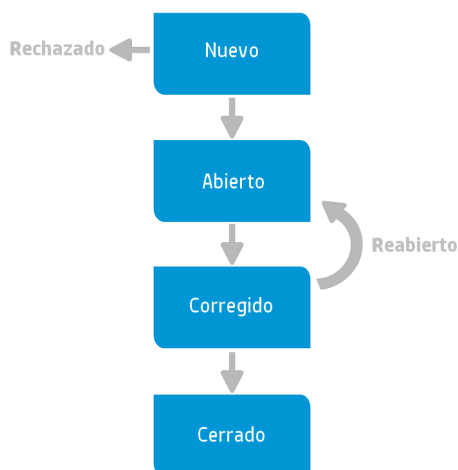 Nuevo
Rechazado
Abierto
Reabierto
Corregido
Cerrado